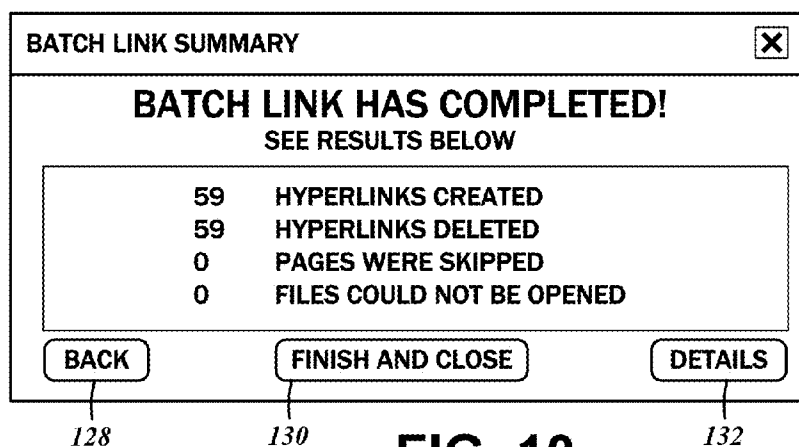 BATCH LINK SUMMARY
BATCH LINK HAS COMPLETED!
SEE RESULTS BELOW
59 HYPERLINKS CREATED
59 HYPERLINKS DELETED
0 PAGES WERE SKIPPED
0 FILES COULD NOT BE OPENED
BACK FINISH AND CLOSE DETAILS
128 130 132